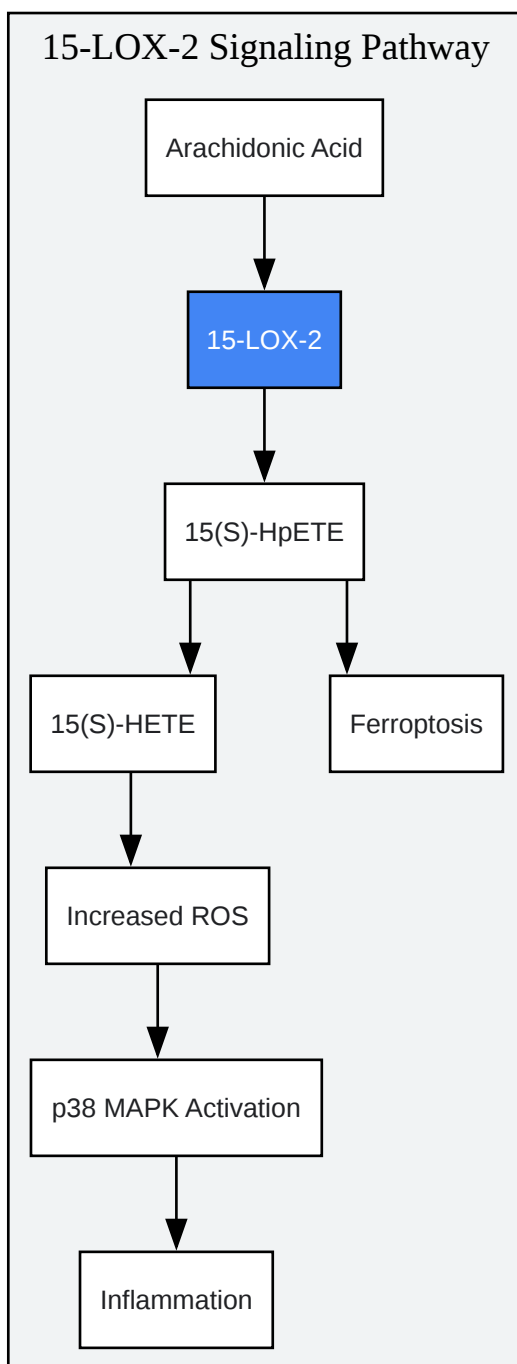 15-LOX-2 Signaling Pathway
Arachidonic Acid
15-LOX-2
15(S)-HpETE
15(S)-HETE
Ferroptosis
Increased ROS
p38 MAPK Activation
Inflammation